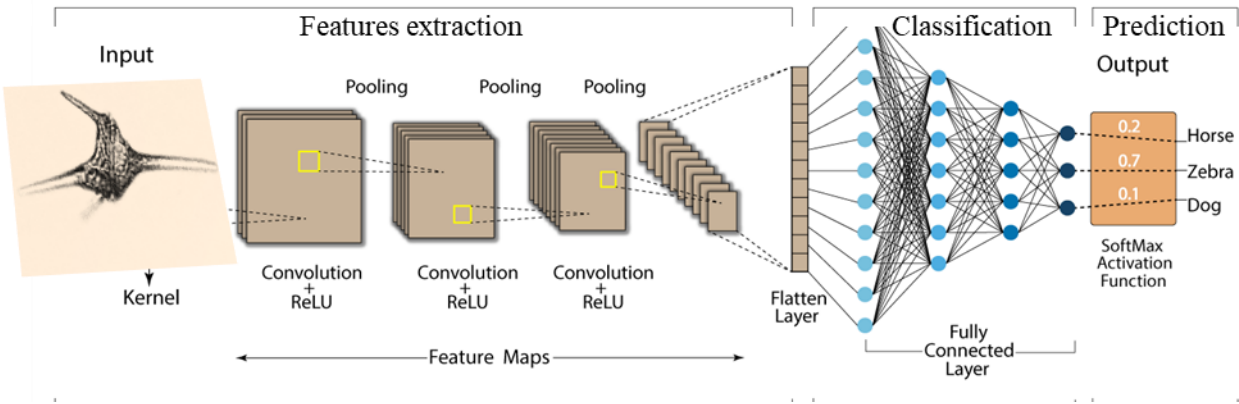 Features extraction
Classification
Prediction
Input
Output
Pooling
Pooling
Pooling
0.2
Horse
0.7
Zebra
0.1
Dog
Kernel
Convolution
+
ReLU
Convolution
+
ReLU
Convolution
+
ReLU
Flatten
Layer
SoftMax
Activation
Function
Feature Maps
Fully
Connected
Layer